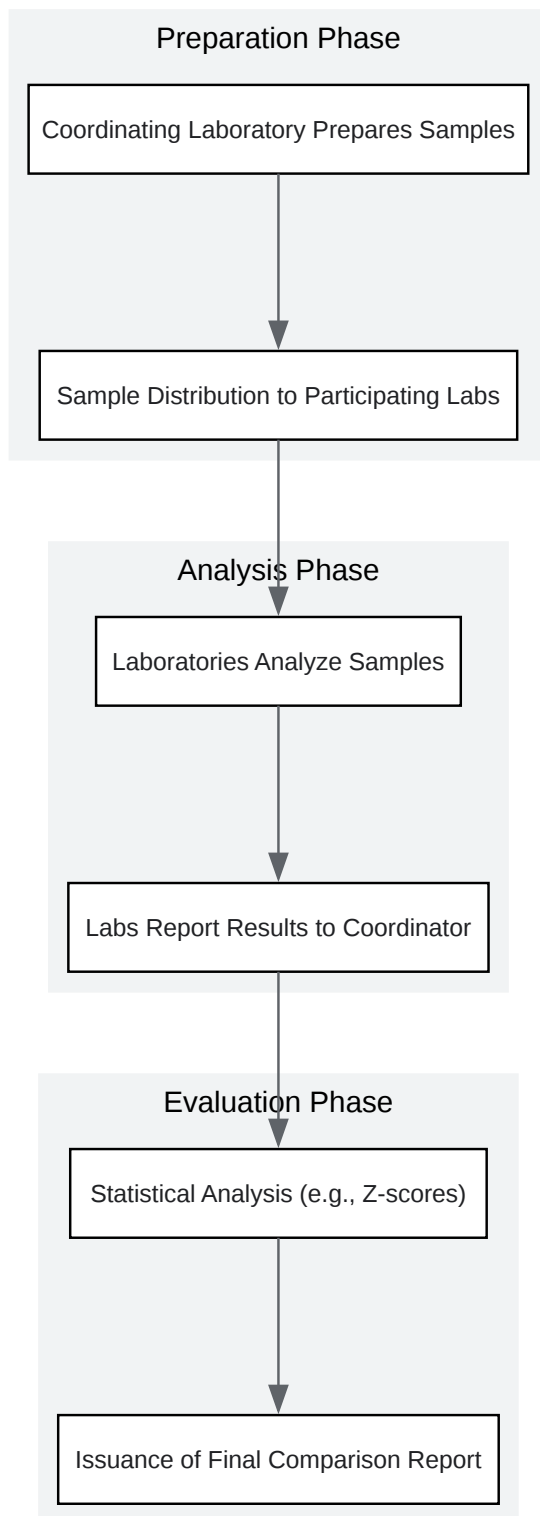 Preparation Phase
Coordinating Laboratory Prepares Samples
Sample Distribution to Participating Labs
Analysis Phase
Laboratories Analyze Samples
Labs Report Results to Coordinator
Evaluation Phase
Statistical Analysis (e.g., Z-scores)
Issuance of Final Comparison Report